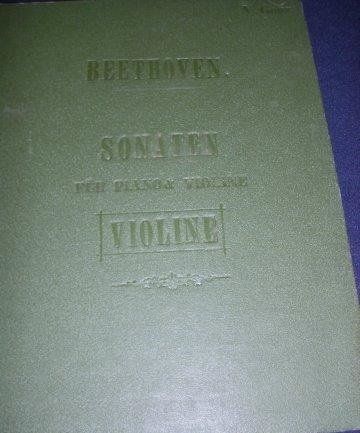 BEETHOVEN.
SONATEN
FÜR PIANO & VIOLINE
VIOLINE